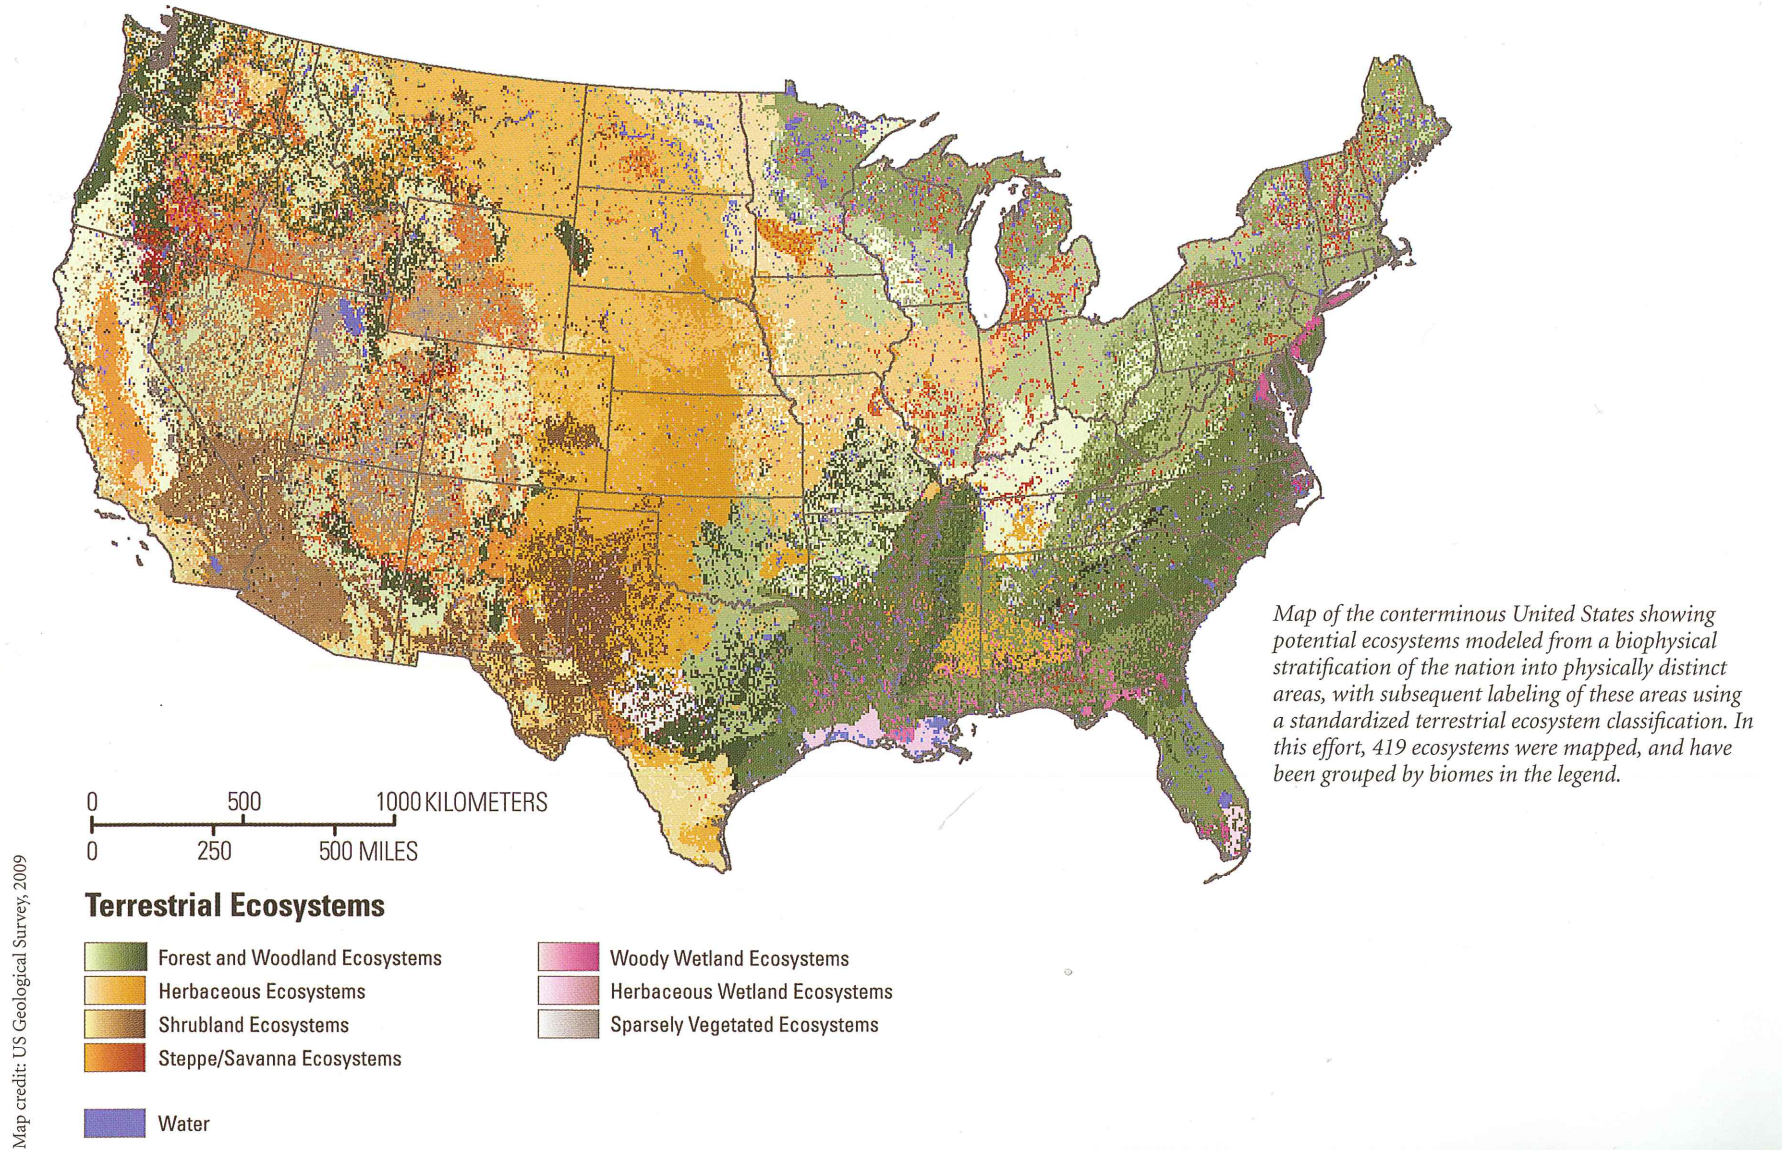 Map of the conterminous United States showing
potential ecosystems modeled from a biophysical
stratification of the nation into physically distinct
areas, with subsequent labeling of these areas using
a standardized terrestrial ecosystem classification. In
this effort, 419 ecosystems were mapped, and have
been grouped by biomes in the legend.
0 500 1000 KILOMETERS
0 250 500 MILES
Terrestrial Ecosystems
Forest and Woodland Ecosystems
Herbaceous Ecosystems
Shrubland Ecosystems
Steppe/Savanna Ecosystems
Water
Woody Wetland Ecosystems
Herbaceous Wetland Ecosystems
Sparsely Vegetated Ecosystems
Map credit: US Geological Survey, 2009